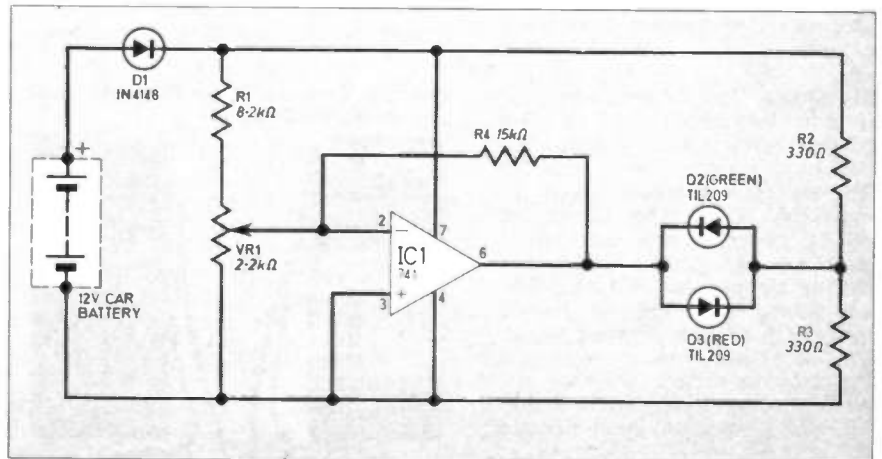 D1
IN4148
R1
8·2kΩ
R4 15kΩ
R2
330Ω
D2(GREEN)
TIL209
+
2
−
7
VR1
2·2kΩ
IC1
741
6
3
+
4
12V CAR
BATTERY
D3(RED)
TIL209
R3
330Ω